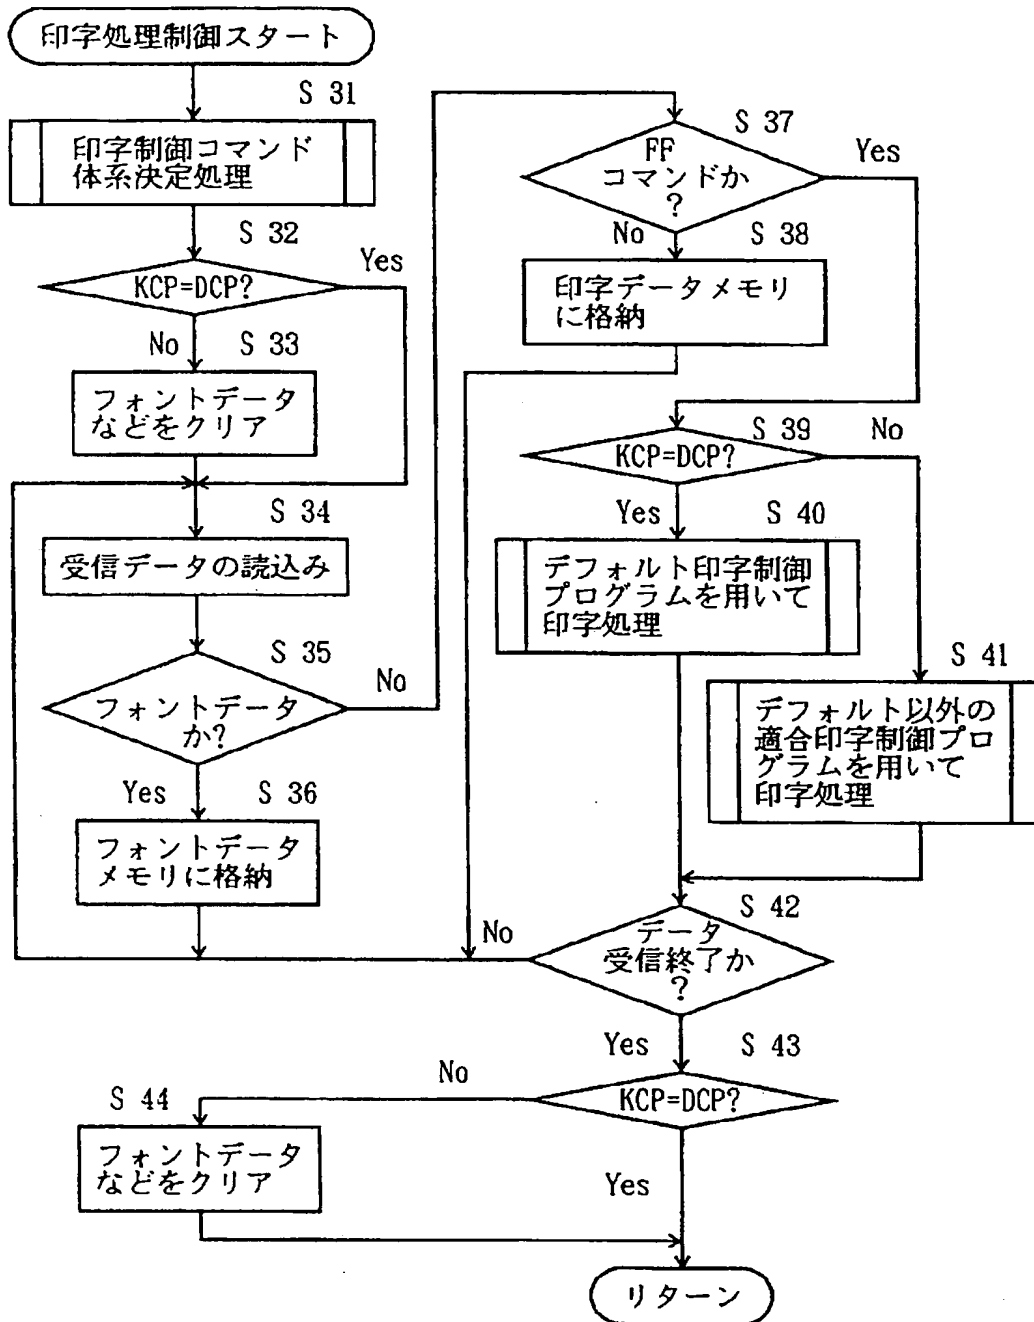 印字処理制御スタート
S 31
印字制御コマンド
体系決定処理
S 32
KCP=DCP?
Yes
No
S 33
フォントデータ
などをクリア
S 34
受信データの読込み
S 35
フォントデータ
か?
No
Yes
S 36
フォントデータ
メモリに格納
S 37
FF
コマンドか
?
Yes
No
S 38
印字データメモリ
に格納
S 39
KCP=DCP?
No
Yes
S 40
デフォルト印字制御
プログラムを用いて
印字処理
S 41
デフォルト以外の
適合印字制御プロ
グラムを用いて
印字処理
S 42
データ
受信終了か
?
No
Yes
S 43
KCP=DCP?
No
S 44
フォントデータ
などをクリア
Yes
リターン